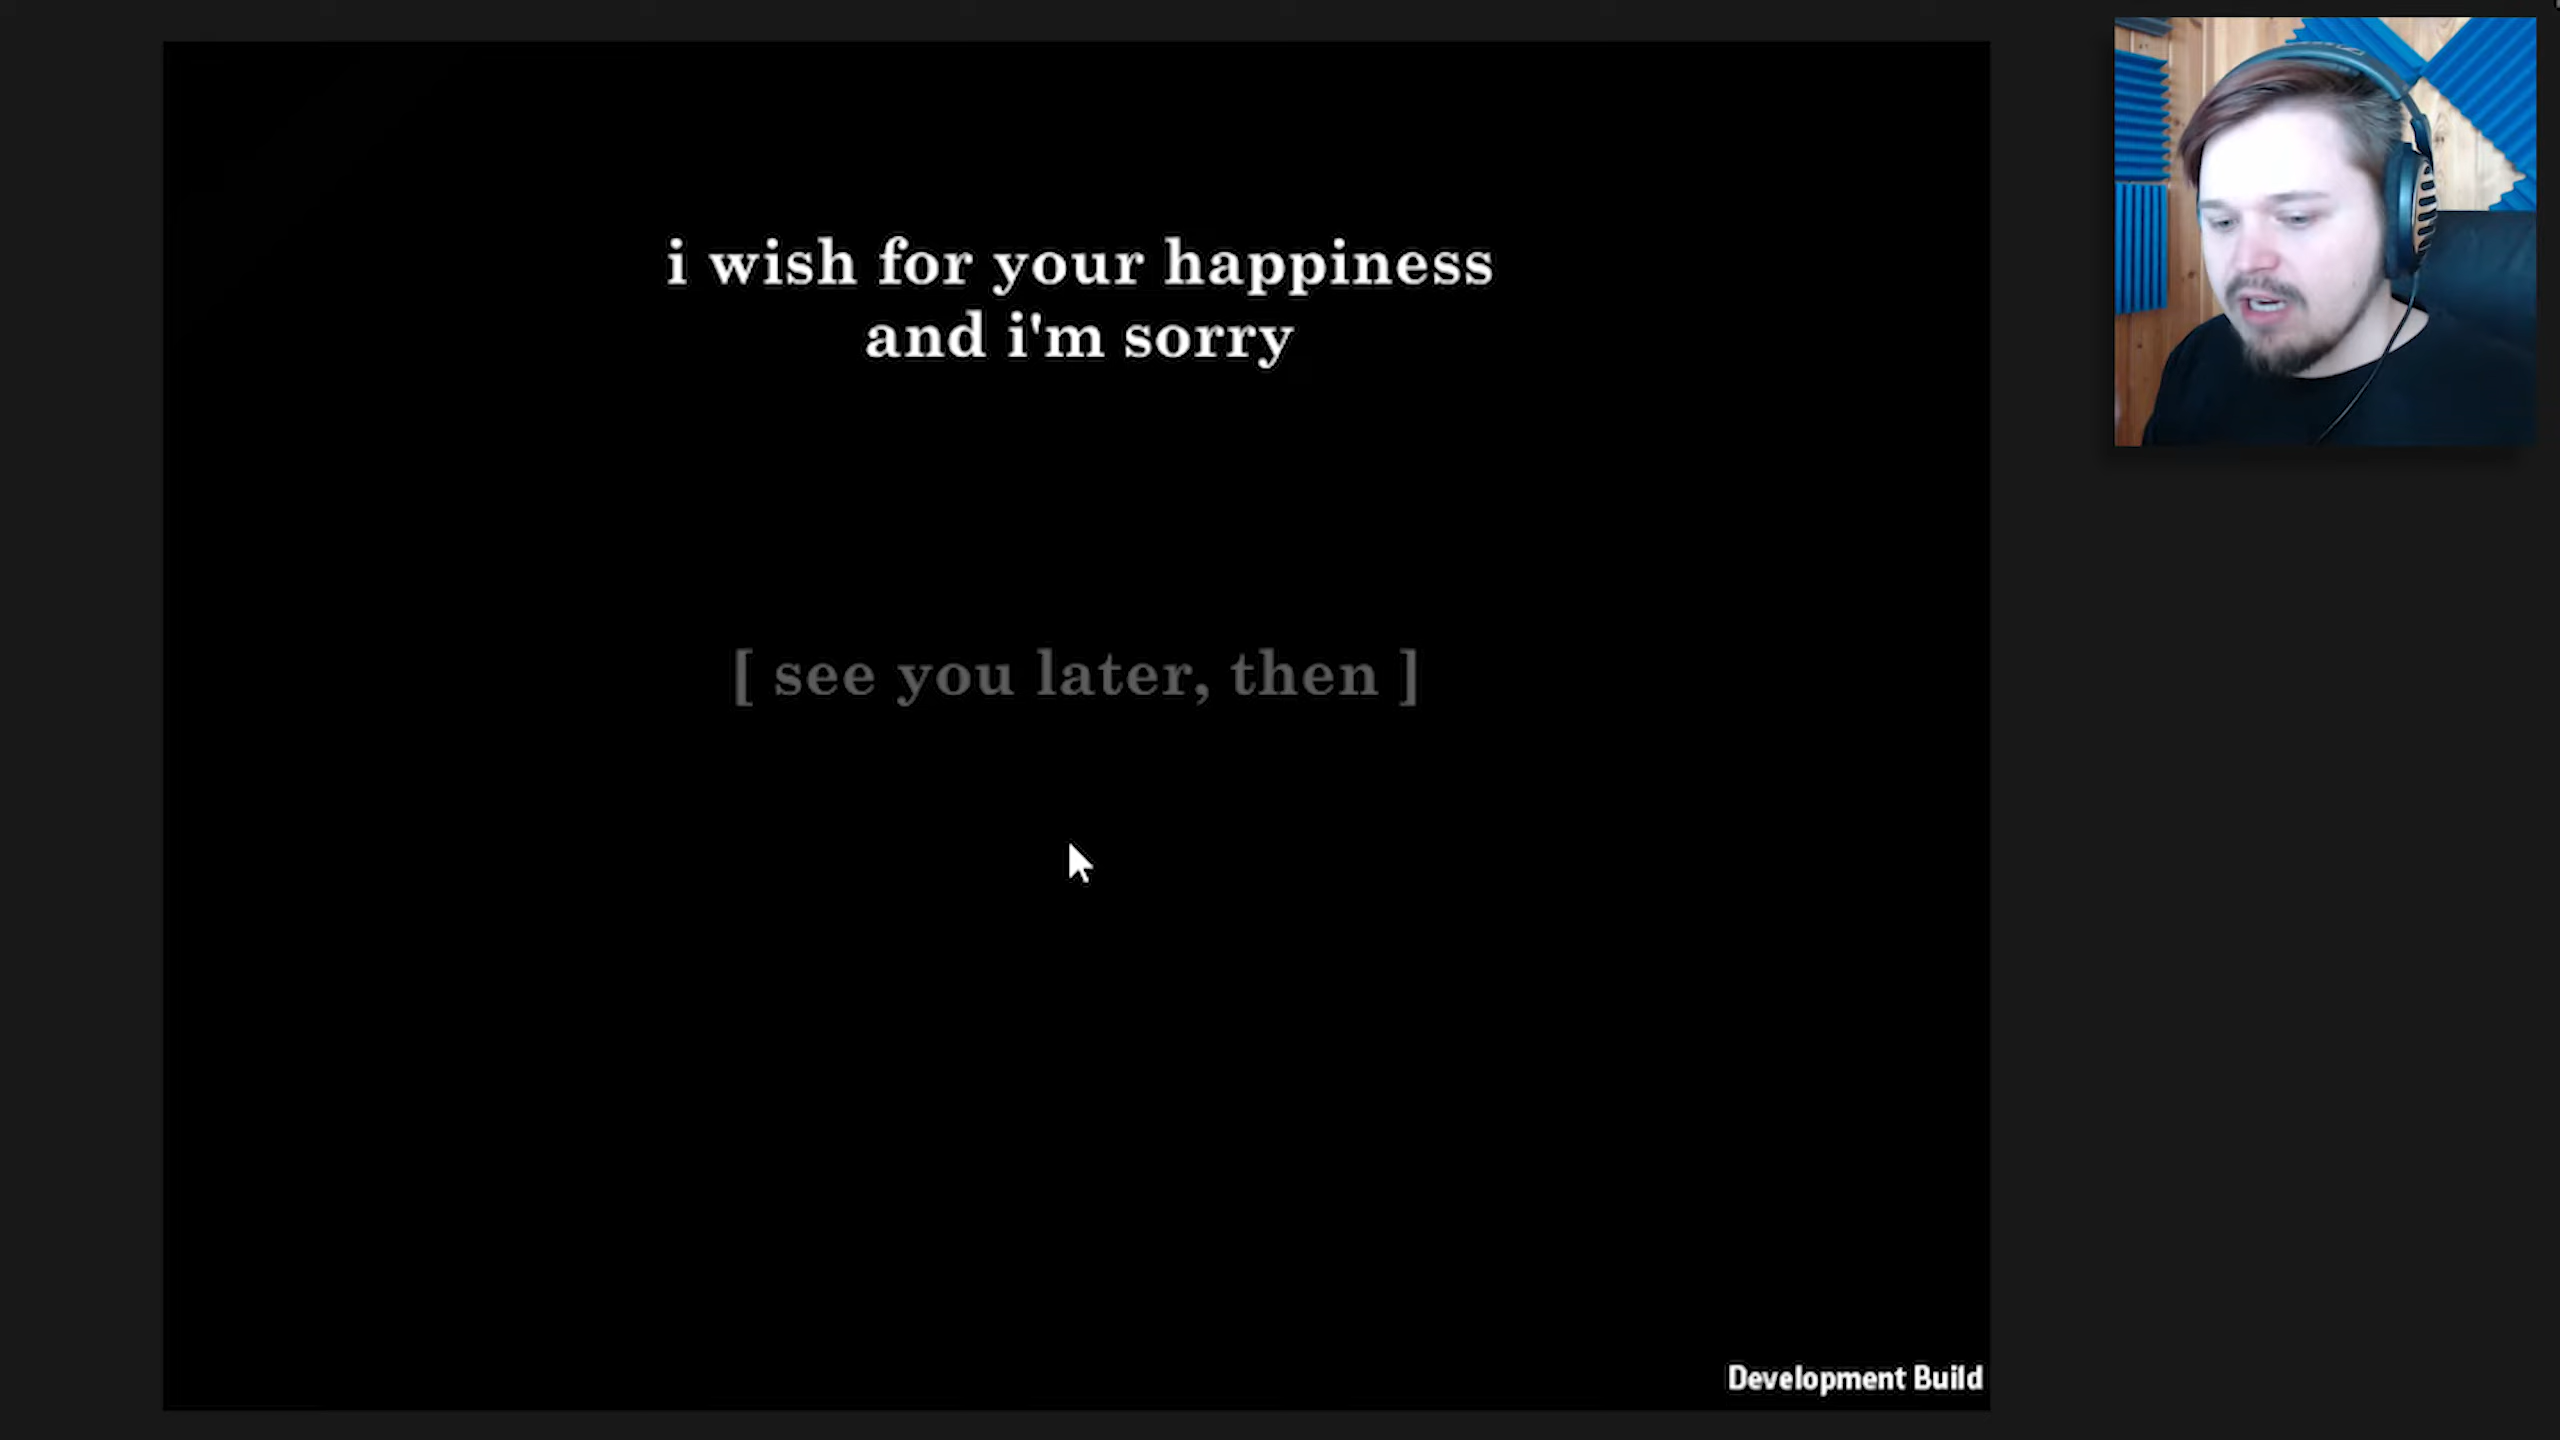 i wish for your happiness
and i'm sorry
[ see you later, then ]
Development Build